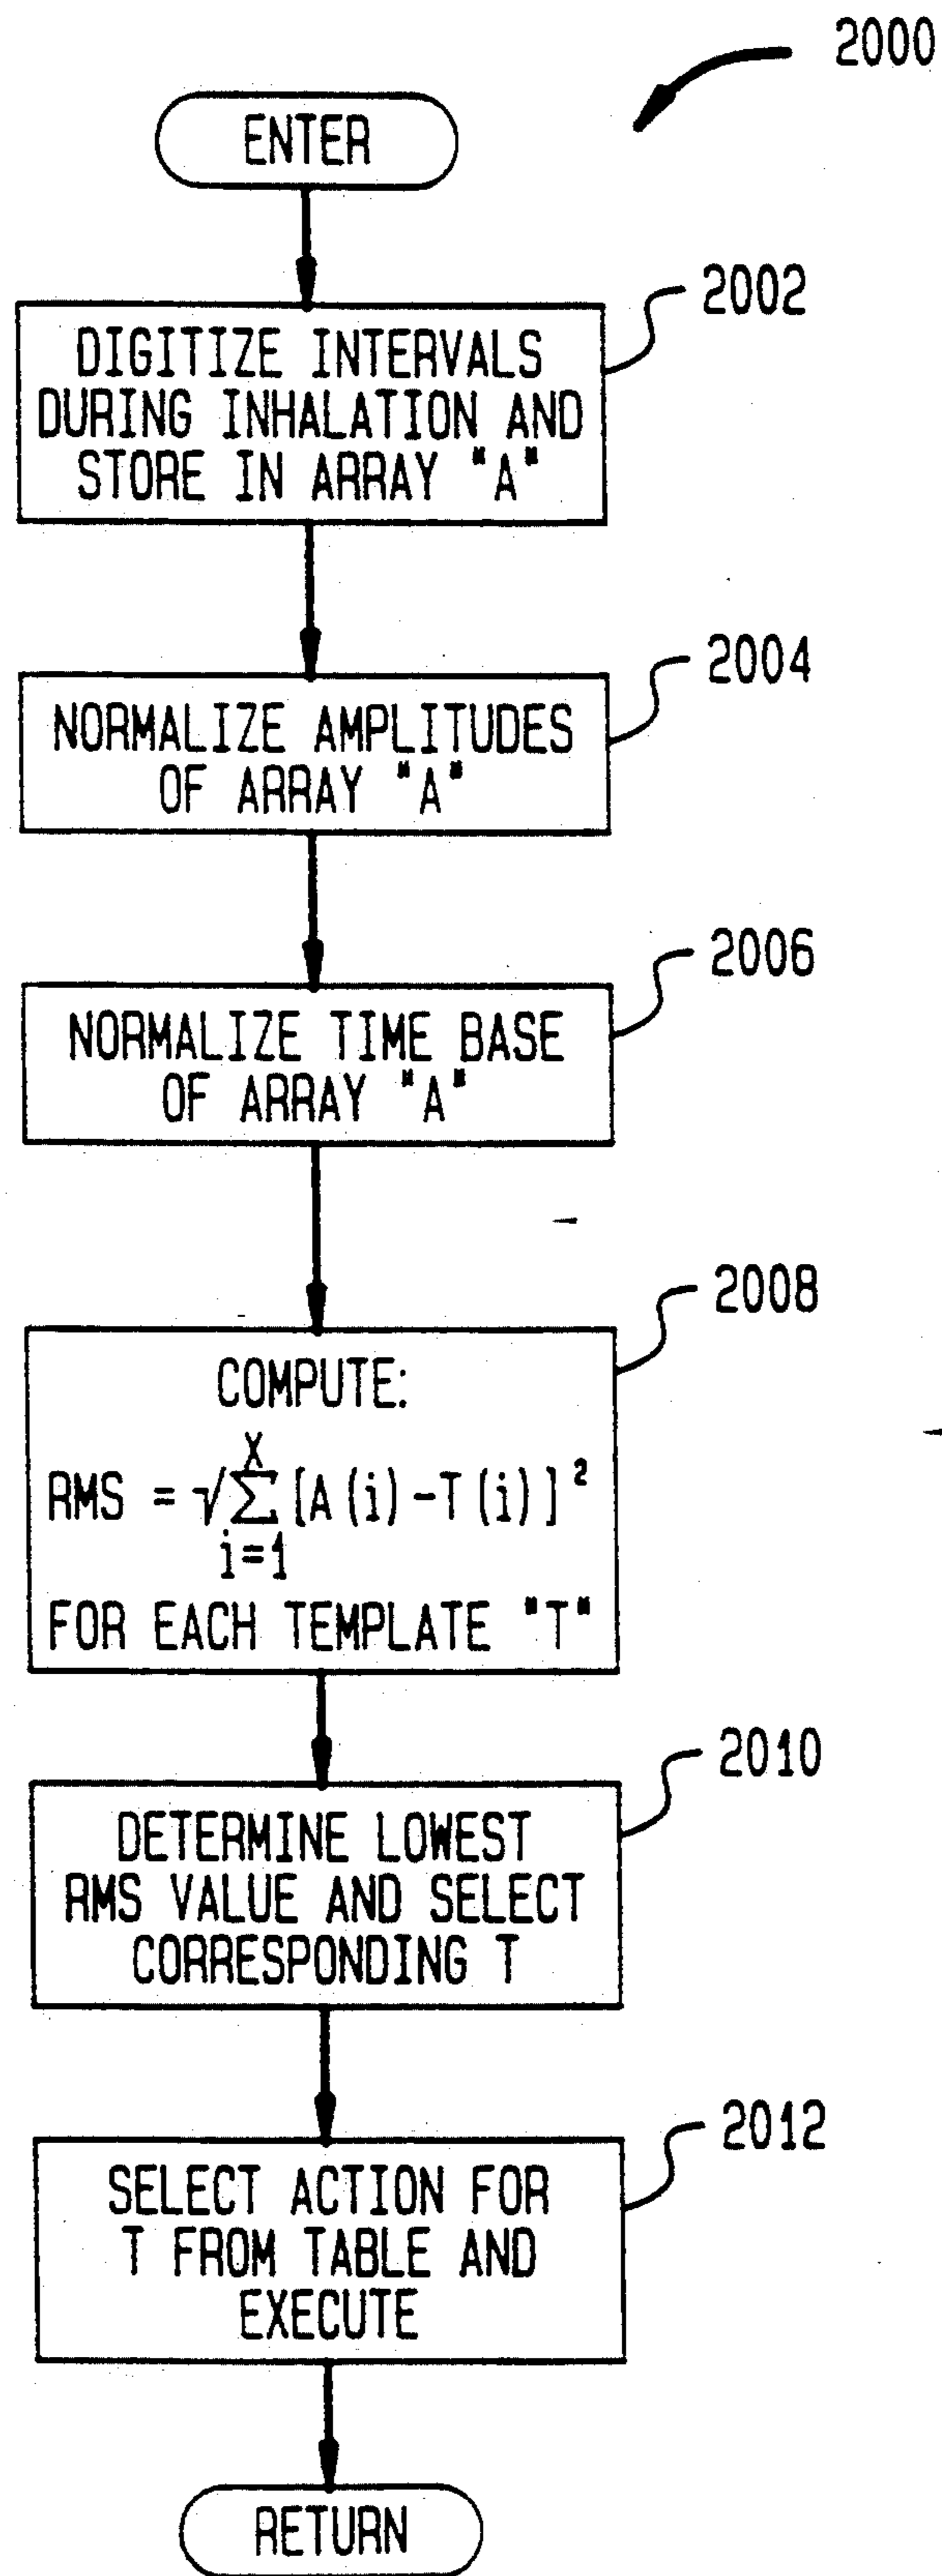 2000
ENTER
2002
DIGITIZE INTERVALS
DURING INHALATION AND
STORE IN ARRAY "A"
2004
NORMALIZE AMPLITUDES
OF ARRAY "A"
2006
NORMALIZE TIME BASE
OF ARRAY "A"
2008
COMPUTE:
RMS = √∑_{i=1}^{X} [A(i)-T(i)]²
FOR EACH TEMPLATE "T"
2010
DETERMINE LOWEST
RMS VALUE AND SELECT
CORRESPONDING T
2012
SELECT ACTION FOR
T FROM TABLE AND
EXECUTE
RETURN